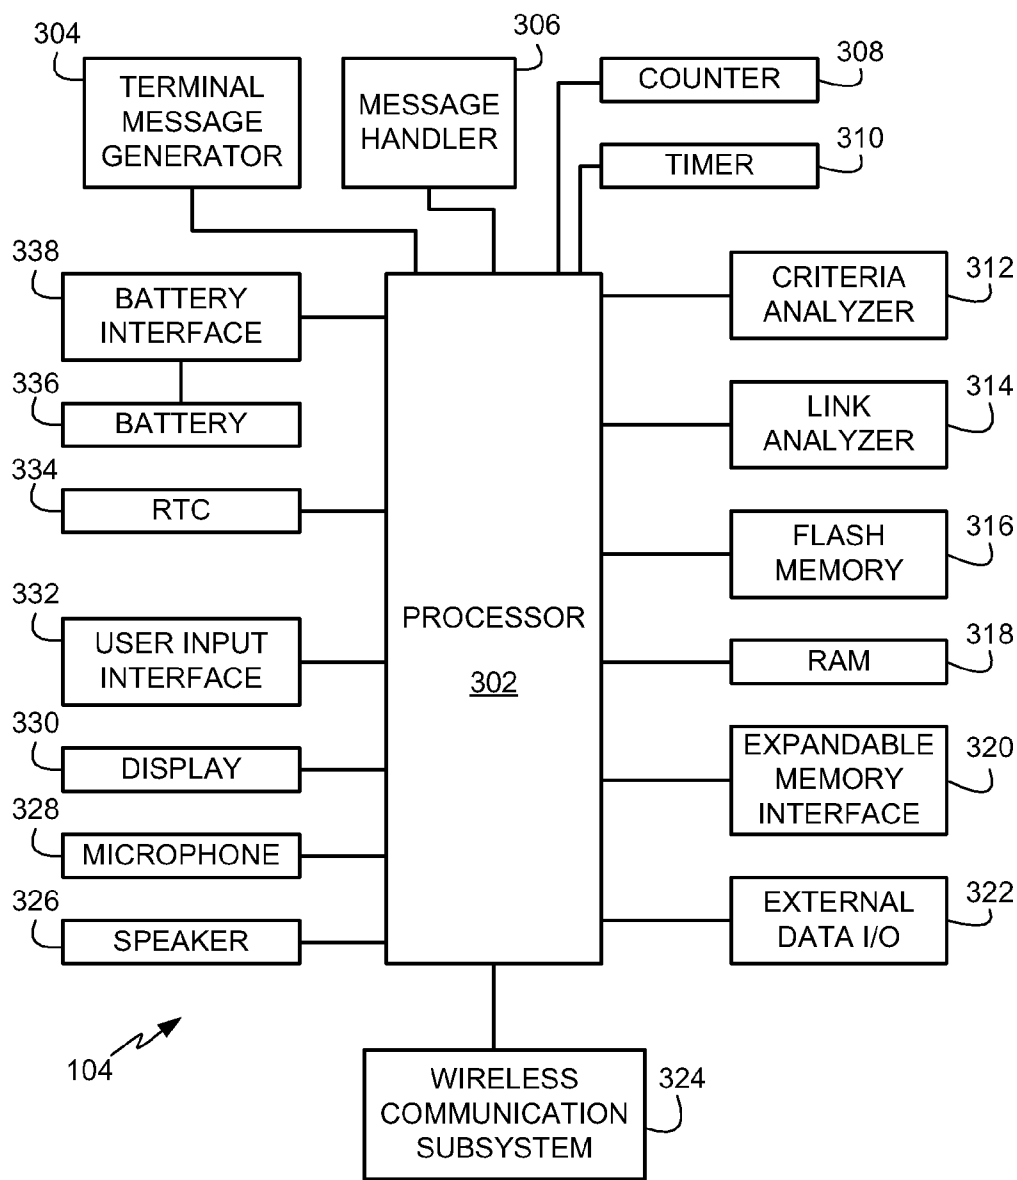 304
TERMINAL
MESSAGE
GENERATOR
306
MESSAGE
HANDLER
COUNTER
308
TIMER
310
338
BATTERY
INTERFACE
336
BATTERY
334
RTC
332
USER INPUT
INTERFACE
330
DISPLAY
328
MICROPHONE
326
SPEAKER
PROCESSOR
302
CRITERIA
ANALYZER
312
LINK
ANALYZER
314
FLASH
MEMORY
316
RAM
318
EXPANDABLE
MEMORY
INTERFACE
320
EXTERNAL
DATA I/O
322
104
WIRELESS
COMMUNICATION
SUBSYSTEM
324